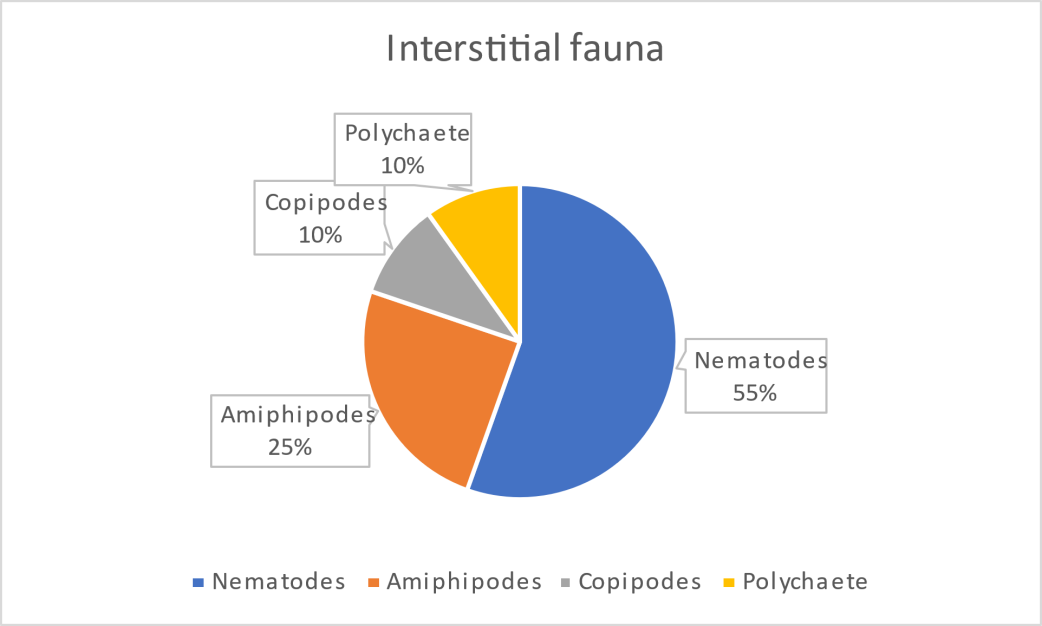 Interstitial fauna
Polychaete
10%
Copipodes
10%
Nematodes
55%
Amiphipodes
25%
Nematodes Amiphipodes Copipodes Polychaete